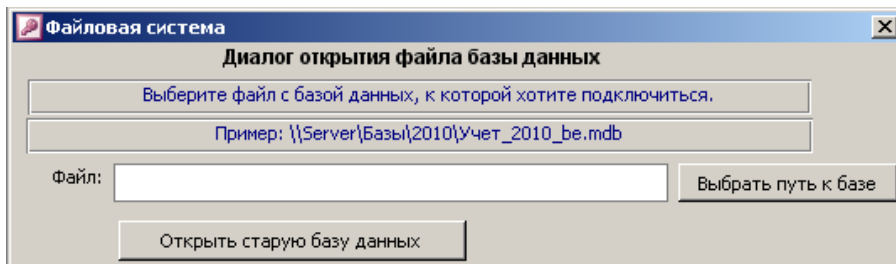 Файловая система
Диалог открытия файла базы данных
Выберите файл с базой данных, к которой хотите подключиться.
Пример: \\Server\Базы\2010\Учет_2010_be.mdb
Файл:
Выбрать путь к базе
Открыть старую базу данных